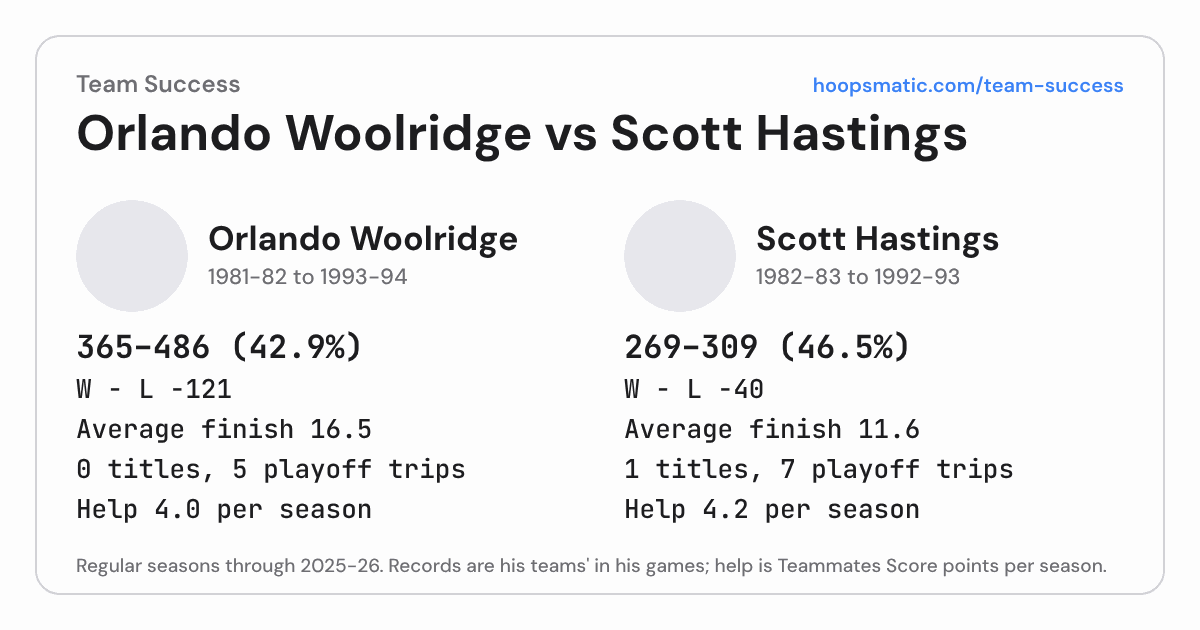 Team Success
hoopsmatic.com/team-success
Orlando Woolridge vs Scott Hastings
Orlando Woolridge
1981-82 to 1993-94
365-486 (42.9%)
W - L -121
Average finish 16.5
0 titles, 5 playoff trips
Help 4.0 per season
Scott Hastings
1982-83 to 1992-93
269-309 (46.5%)
W - L -40
Average finish 11.6
1 titles, 7 playoff trips
Help 4.2 per season
Regular seasons through 2025-26. Records are his teams' in his games; help is Teammates Score points per season.